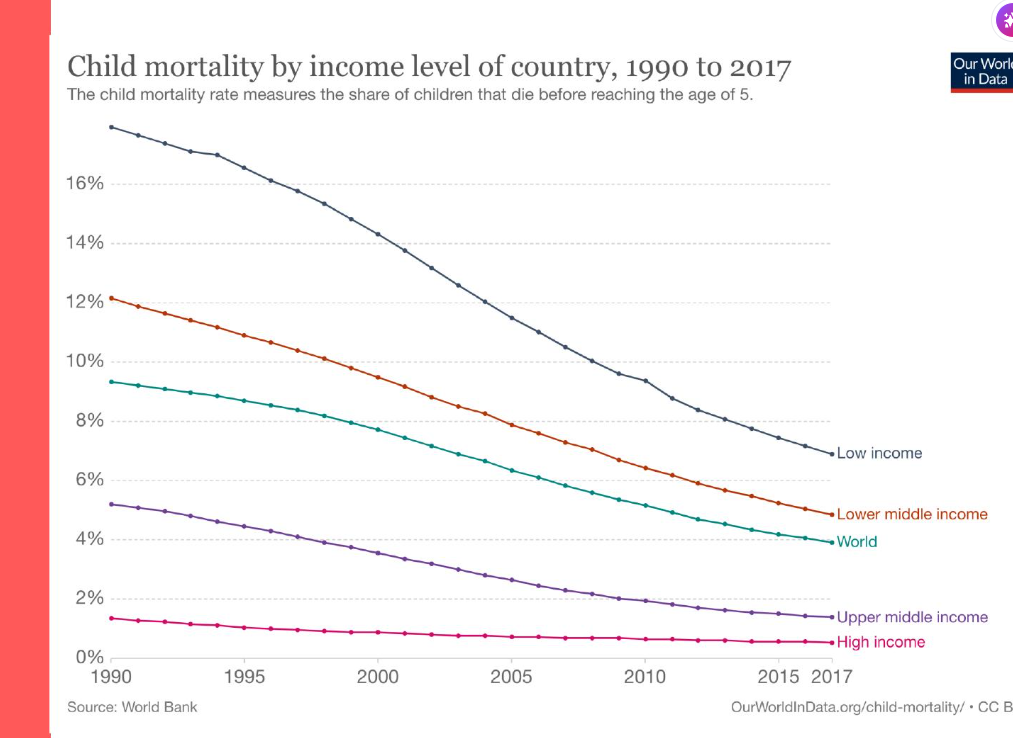 Child mortality by income level of country, 1990 to 2017
The child mortality rate measures the share of children that die before reaching the age of 5.
Our Worl
in Data
16%
14%
12%
10%
8%
6%
4%
2%
0%
Low income
Lower middle income
World
Upper middle income
High income
1990 1995 2000 2005 2010 2015 2017
Source: World Bank
OurWorldInData.org/child-mortality/ • CC B